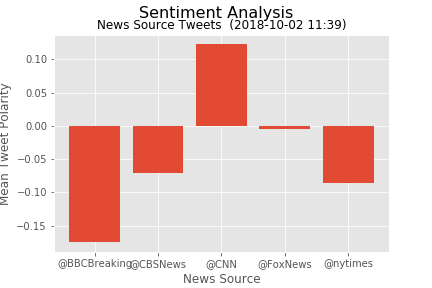 Sentiment Analysis
News Source Tweets  (2018-10-02 11:39)
Mean Tweet Polarity
0.10
0.05
0.00
−0.05
−0.10
−0.15
@BBCBreaking
@CBSNews
@CNN
@FoxNews
@nytimes
News Source